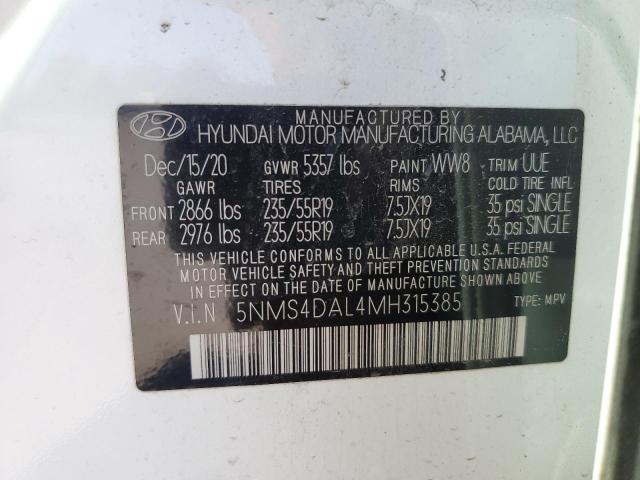 MANUFACTURED BY
HYUNDAI MOTOR MANUFACTURING ALABAMA, LLC
Dec/15/20 GVWR 5357 lbs PAINT WW8 TRIM UUE
GAWR TIRES RIMS COLD TIRE INFL
FRONT 2866 lbs 235/55R19 7.5JX19 35 psi SINGLE
REAR 2976 lbs 235/55R19 7.5JX19 35 psi SINGLE
THIS VEHICLE CONFORMS TO ALL APPLICABLE U.S.A. FEDERAL
MOTOR VEHICLE SAFETY AND THEFT PREVENTION STANDARDS
IN EFFECT ON THE DATE OF MANUFACTURE SHOWN ABOVE.
V.I.N 5NMS4DAL4MH315385 TYPE: MPV